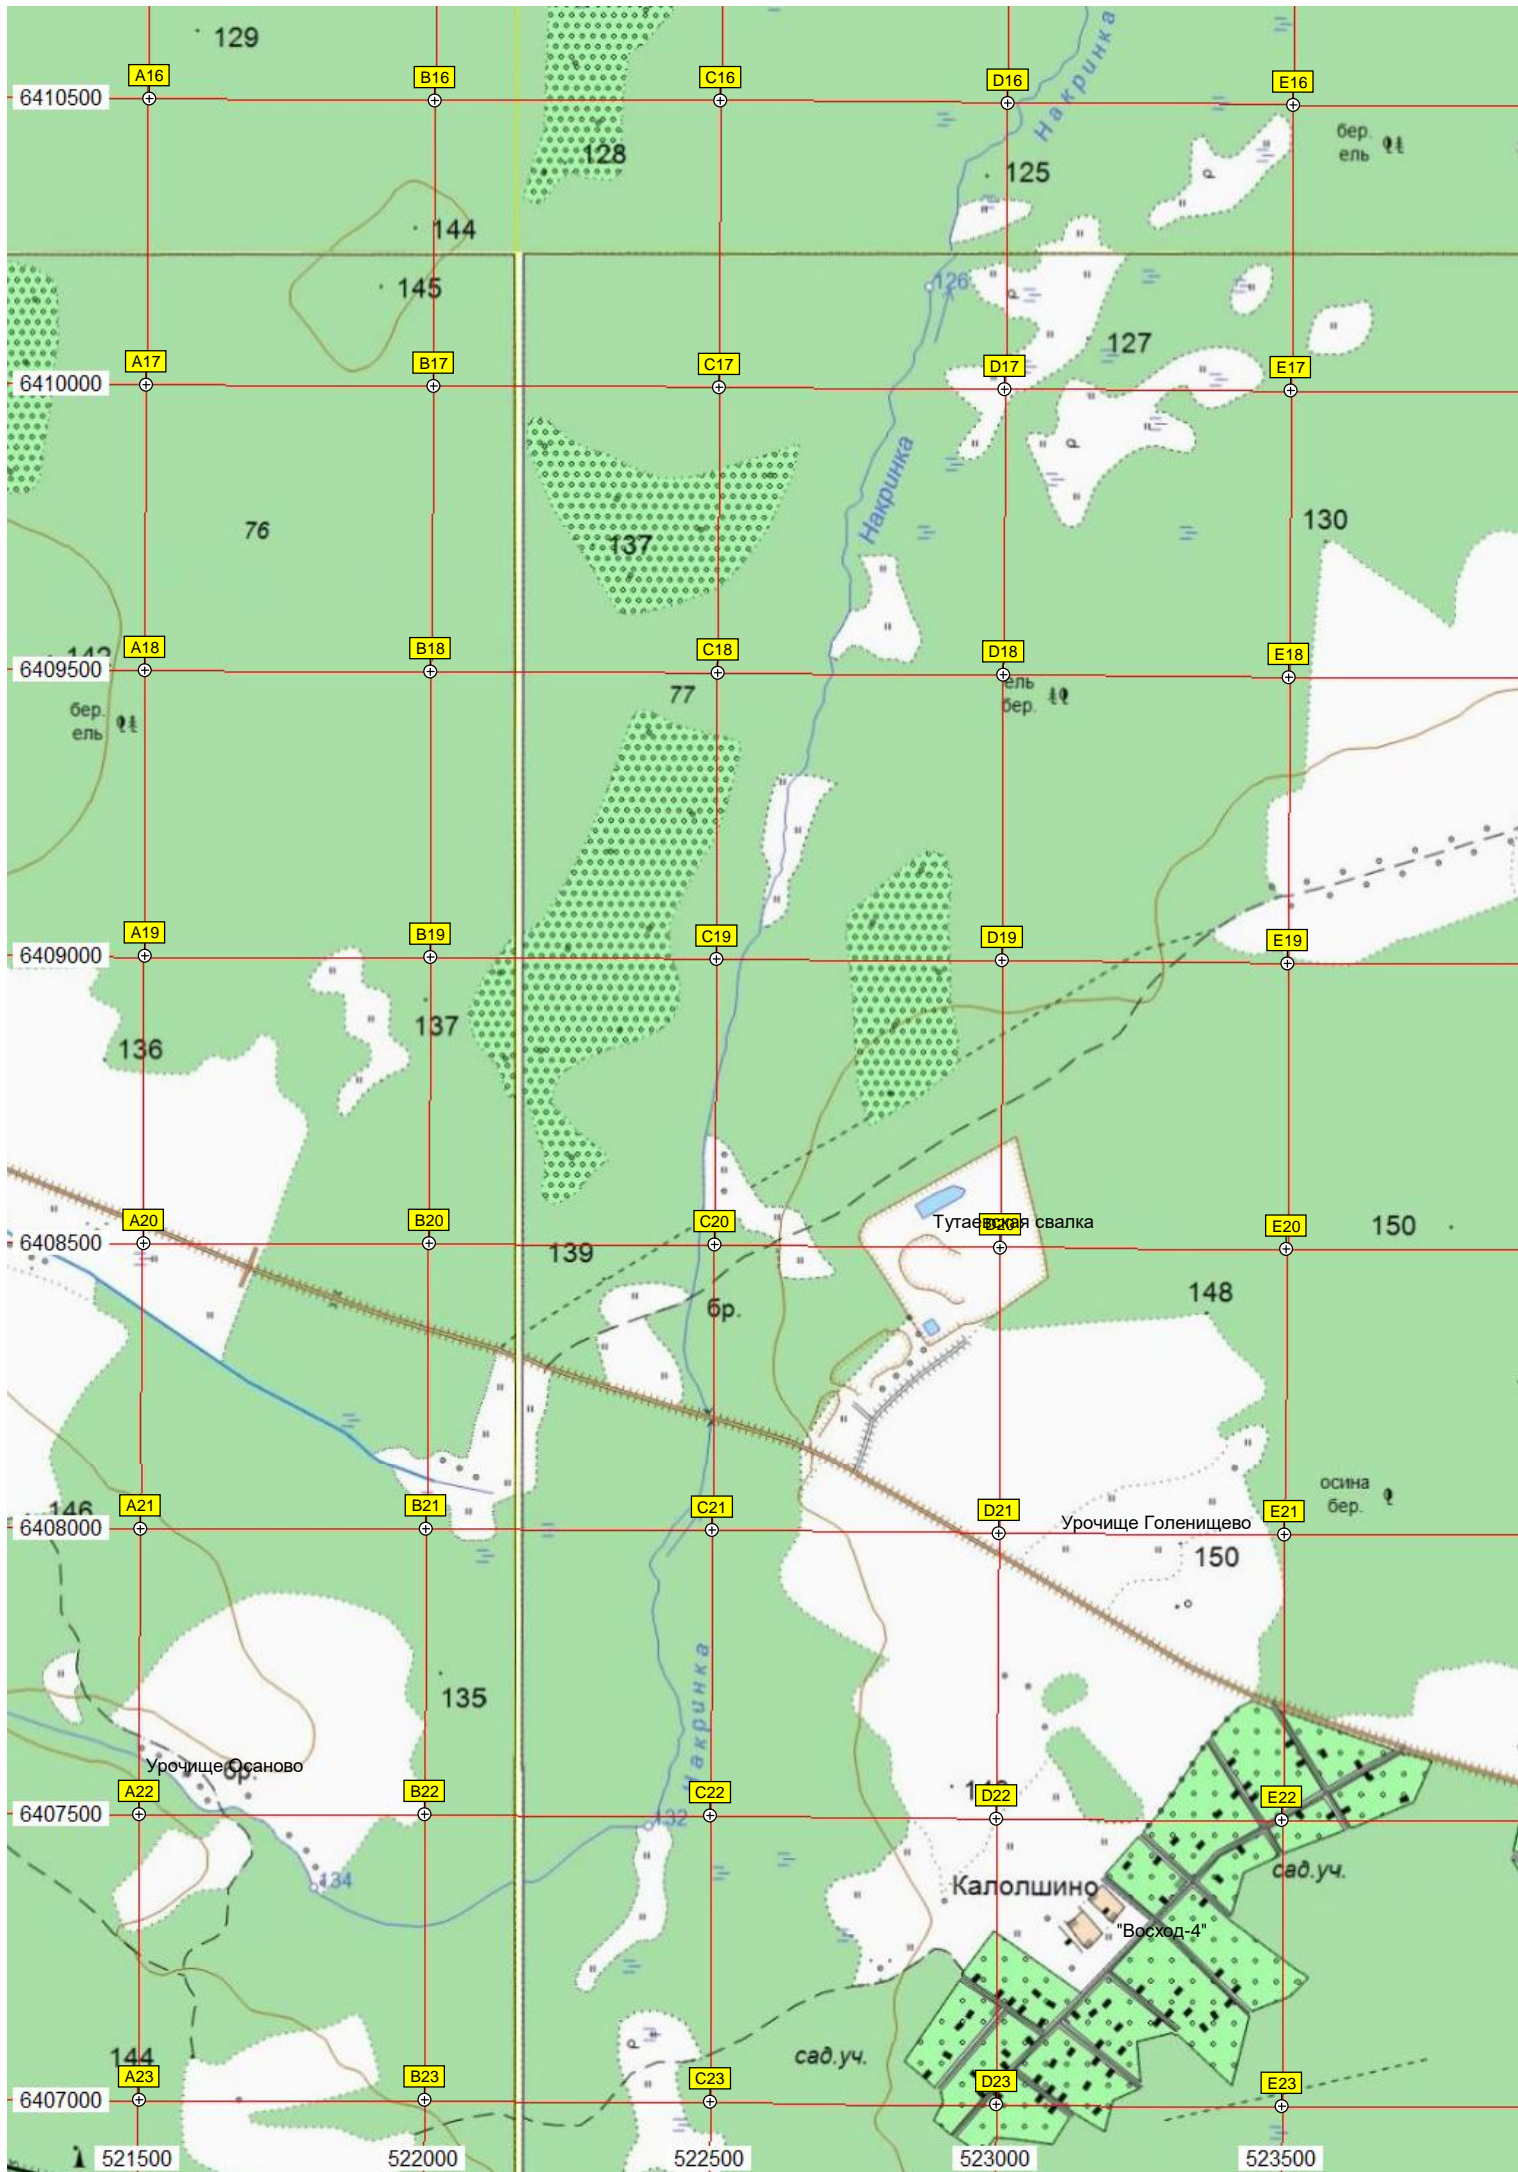 129
Накринка
A16
B16
C16
D16
E16
6410500
128
125
бер.
ель
144
145
126
127
A17
B17
C17
D17
E17
6410000
76
137
Накринка
130
A18
B18
C18
D18
E18
142
6409500
77
бер.
ель
ель
бер.
A19
B19
C19
D19
E19
6409000
136
137
A20
B20
C20
D20
E20
Тутаевская свалка
150
6408500
139
148
бр.
осина
бер.
146
A21
B21
C21
D21
E21
Урочище Голенищево
6408000
150
135
Накринка
Урочище Осаново
бр.
A22
B22
C22
D22
E22
6407500
132
134
сад.уч.
Калолшино
"Восход-4"
сад.уч.
144
A23
B23
C23
D23
E23
6407000
521500
522000
522500
523000
523500